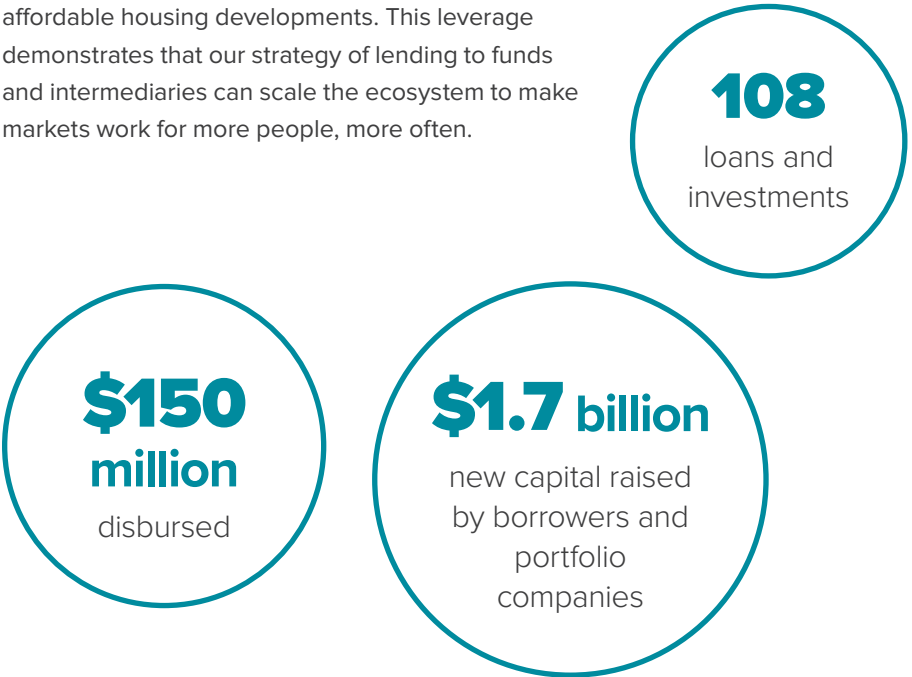 affordable housing developments. This leverage
demonstrates that our strategy of lending to funds
and intermediaries can scale the ecosystem to make
markets work for more people, more often.
108
loans and
investments
$150
million
disbursed
$1.7 billion
new capital raised
by borrowers and
portfolio
companies